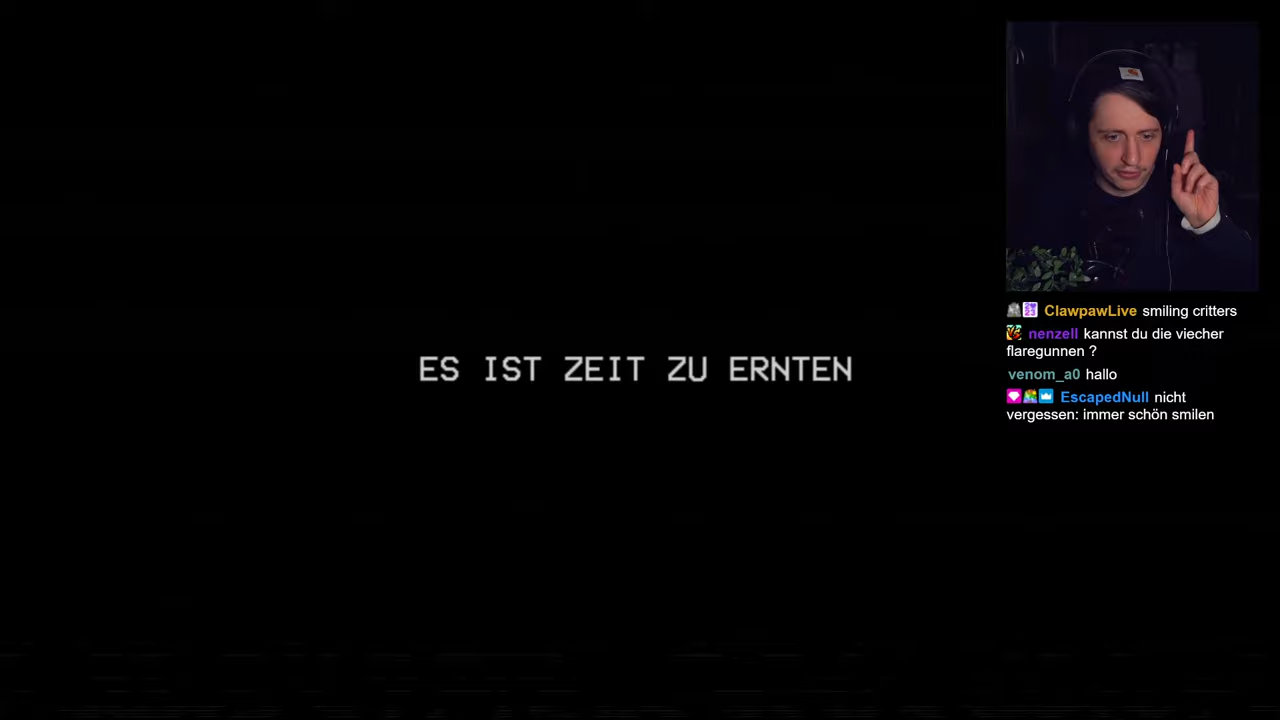 ES IST ZEIT ZU ERNTEN
ClawpawLive smiling critters
nenzell kannst du die viecher
flaregunnen ?
venom_a0 hallo
EscapedNull nicht
vergessen: immer schön smilen